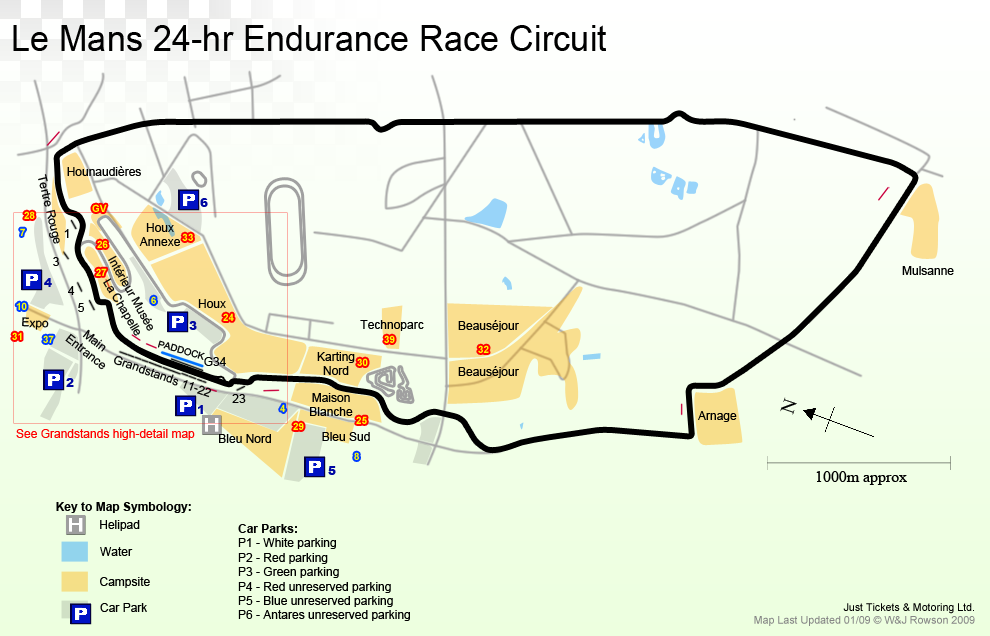 Le Mans 24-hr Endurance Race Circuit
Hounaudières
P 6
Tertre Rouge
GV
28
7
1
Houx
Annexe
33
26
3
27
P 4
Intérieur Musée
La Chapelle
4
5
6
10
Expo
31
37
Houx
24
P 3
Main
Entrance
PADDOCK
G34
Grandstands 11-22
23
P 2
P 1
H
See Grandstands high-detail map
Bleu Nord
4
29
Technoparc
39
Karting
Nord
30
Maison
Blanche
25
Bleu Sud
8
P 5
Beauséjour
32
Beauséjour
Mulsanne
Arnage
N
1000m approx
Key to Map Symbology:
H Helipad
Water
Campsite
P Car Park
Car Parks:
P1 - White parking
P2 - Red parking
P3 - Green parking
P4 - Red unreserved parking
P5 - Blue unreserved parking
P6 - Antares unreserved parking
Just Tickets & Motoring Ltd.
Map Last Updated 01/09 © W&J Rowson 2009